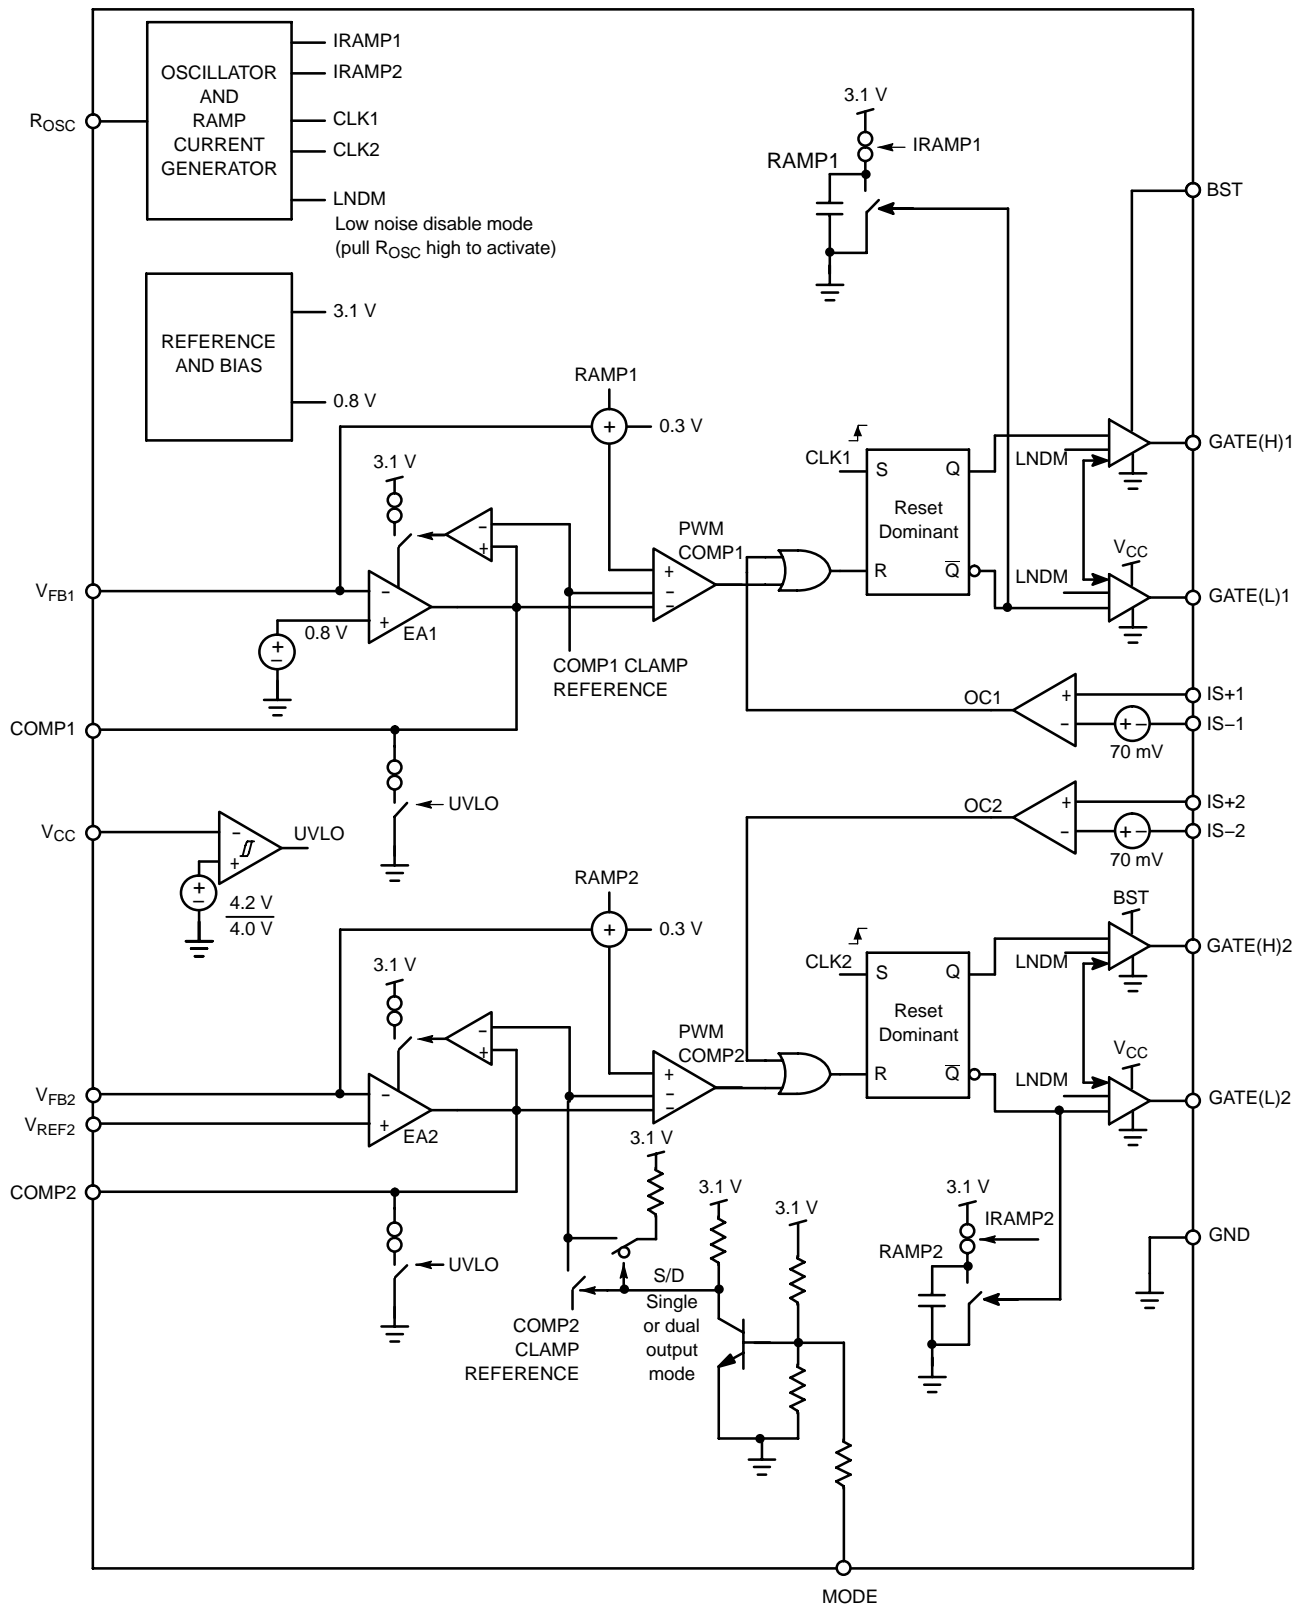 OSCILLATOR
AND
RAMP
CURRENT
GENERATOR
IRAMP1
IRAMP2
CLK1
CLK2
LNDM
Low noise disable mode
(pull ROSC high to activate)
ROSC
3.1 V
IRAMP1
RAMP1
BST
REFERENCE
AND BIAS
3.1 V
0.8 V
RAMP1
+
0.3 V
3.1 V
−
+
CLK1
S
Q
Reset
Dominant
R
Q
LNDM
GATE(H)1
PWM
COMP1
+
−
−
VCC
LNDM
GATE(L)1
VFB1
−
+
EA1
0.8 V
+
−
COMP1 CLAMP
REFERENCE
OC1
+
−
+ −
70 mV
IS+1
IS−1
COMP1
UVLO
VCC
−
+
UVLO
+
−
4.2 V
4.0 V
OC2
+
−
+ −
70 mV
IS+2
IS−2
RAMP2
+
0.3 V
3.1 V
−
+
CLK2
S
Q
Reset
Dominant
R
Q
BST
LNDM
GATE(H)2
PWM
COMP2
+
−
−
VCC
LNDM
GATE(L)2
VFB2
VREF2
−
+
EA2
COMP2
UVLO
3.1 V
3.1 V
3.1 V
S/D
Single
or dual
output
mode
COMP2
CLAMP
REFERENCE
3.1 V
IRAMP2
RAMP2
GND
MODE